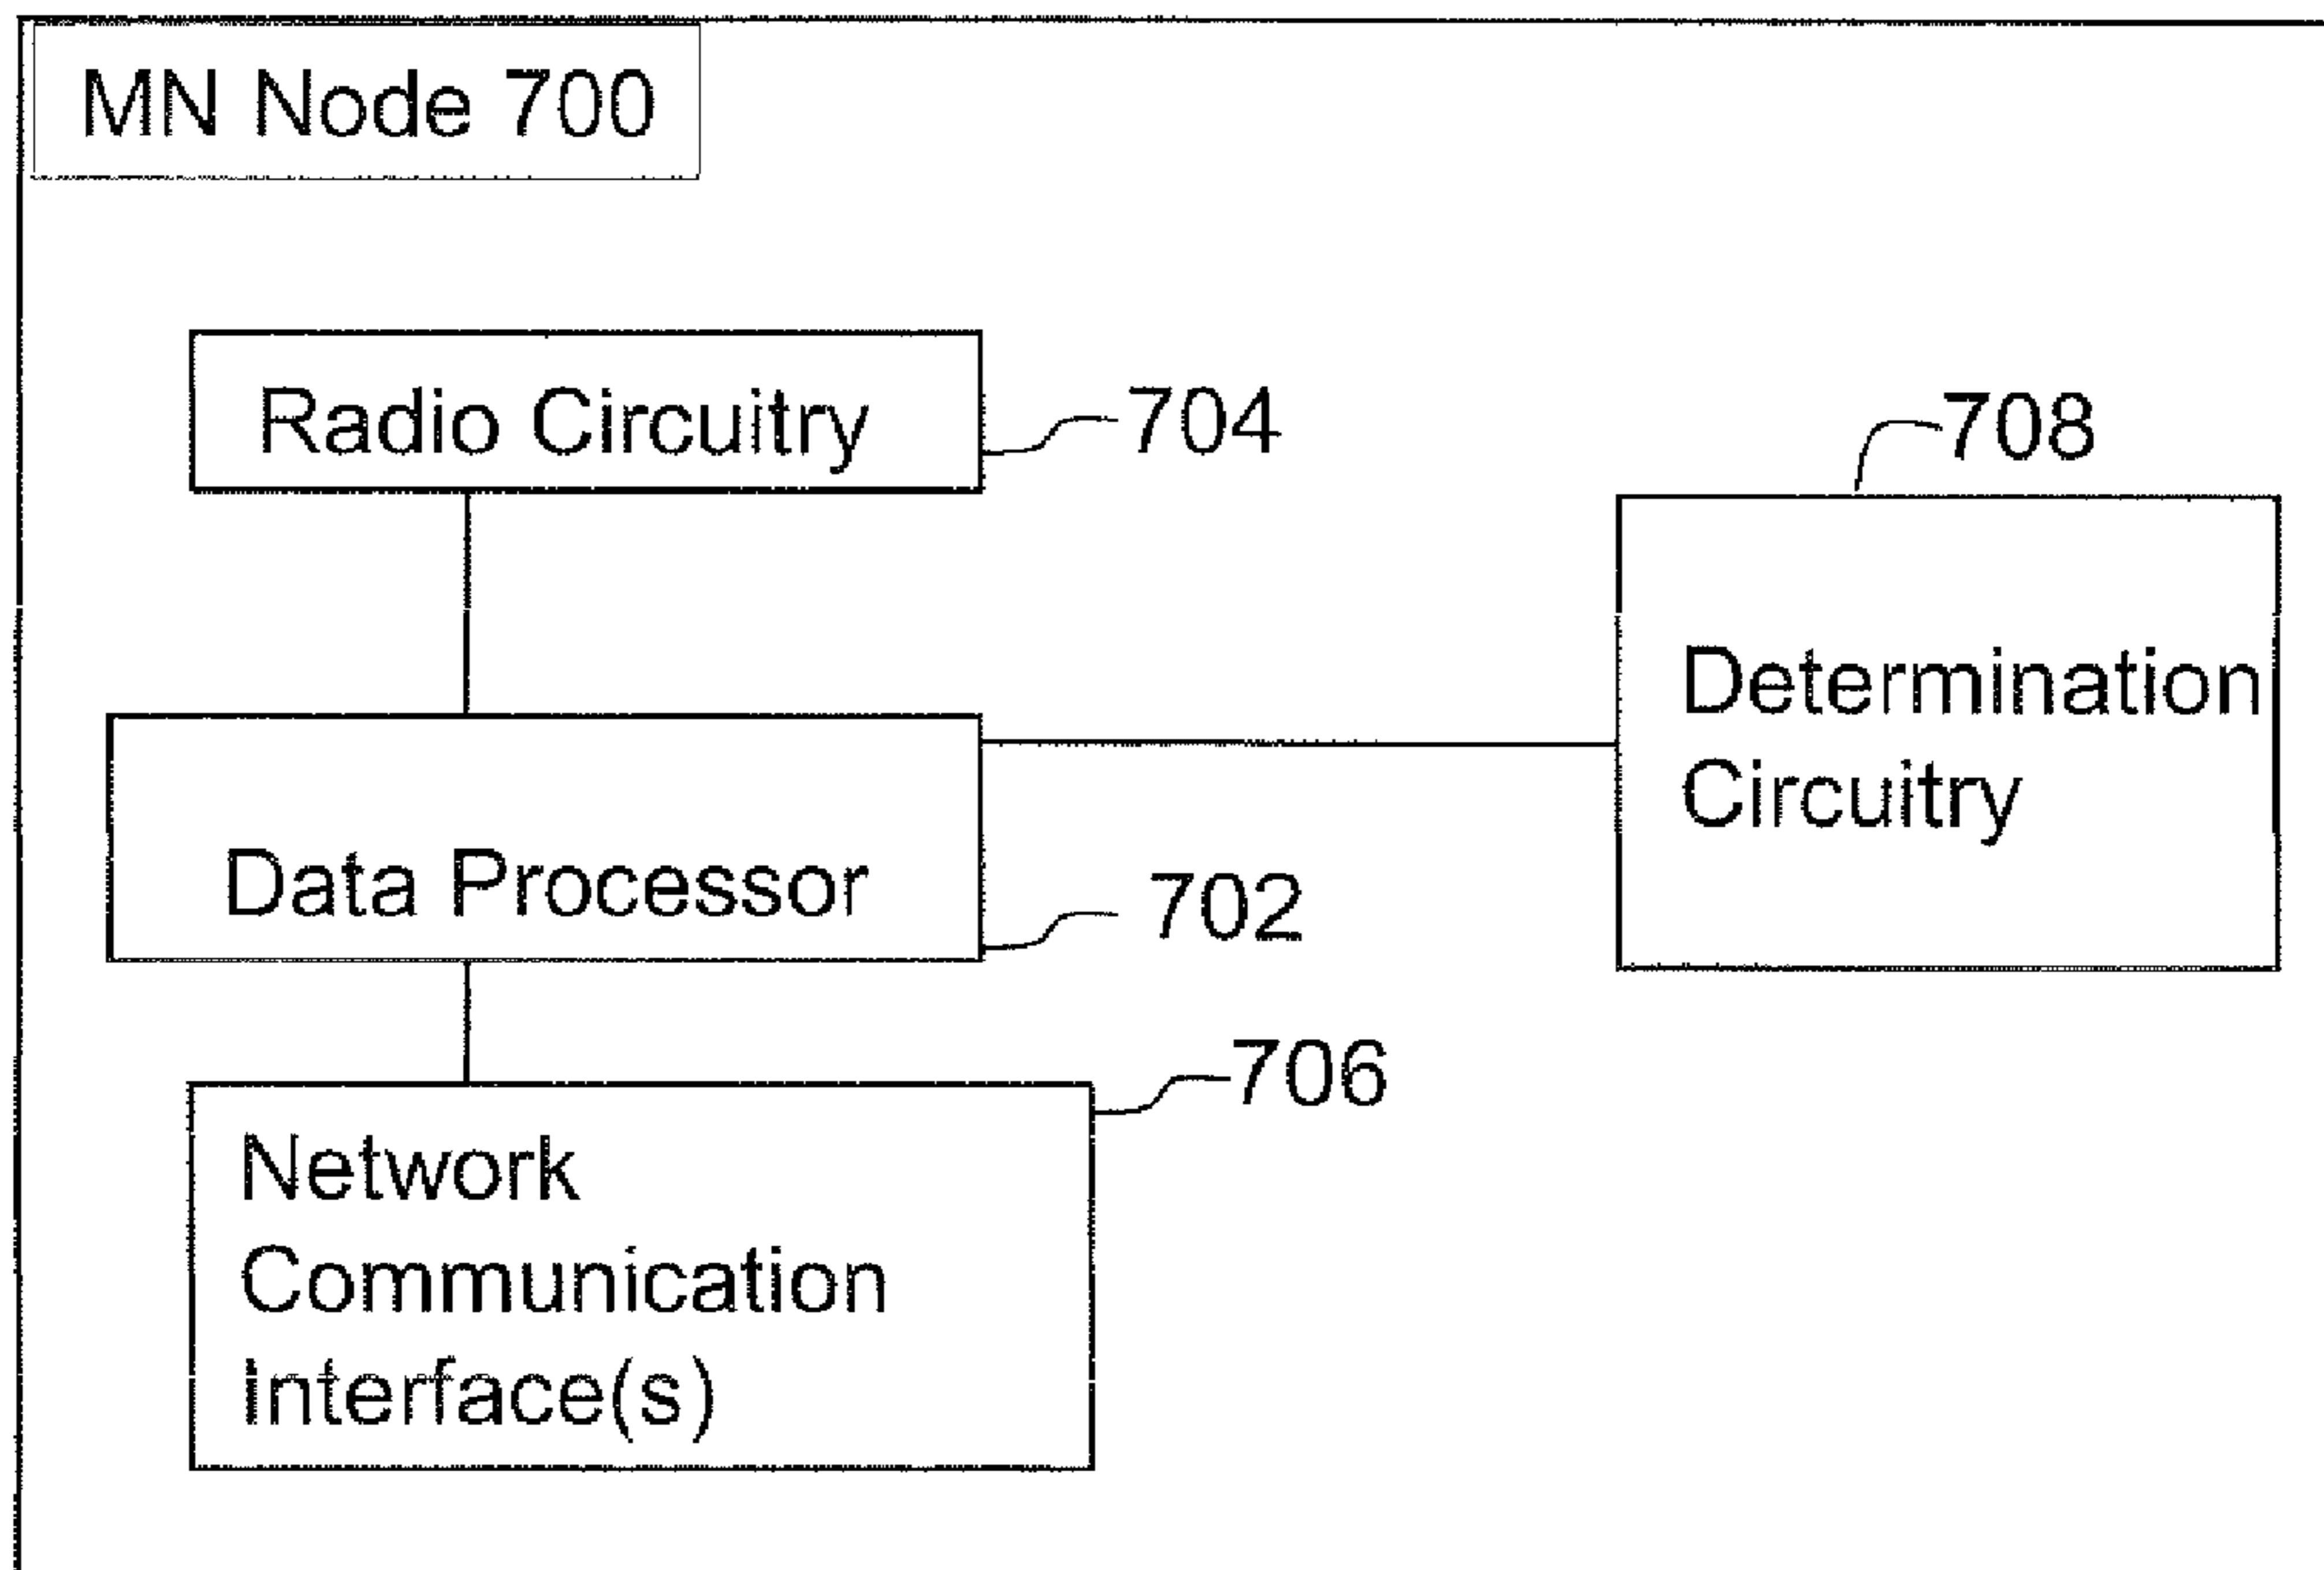 MN Node 700
Radio Circuitry
704
708
Determination
Circuitry
Data Processor
702
706
Network
Communication
Interface(s)